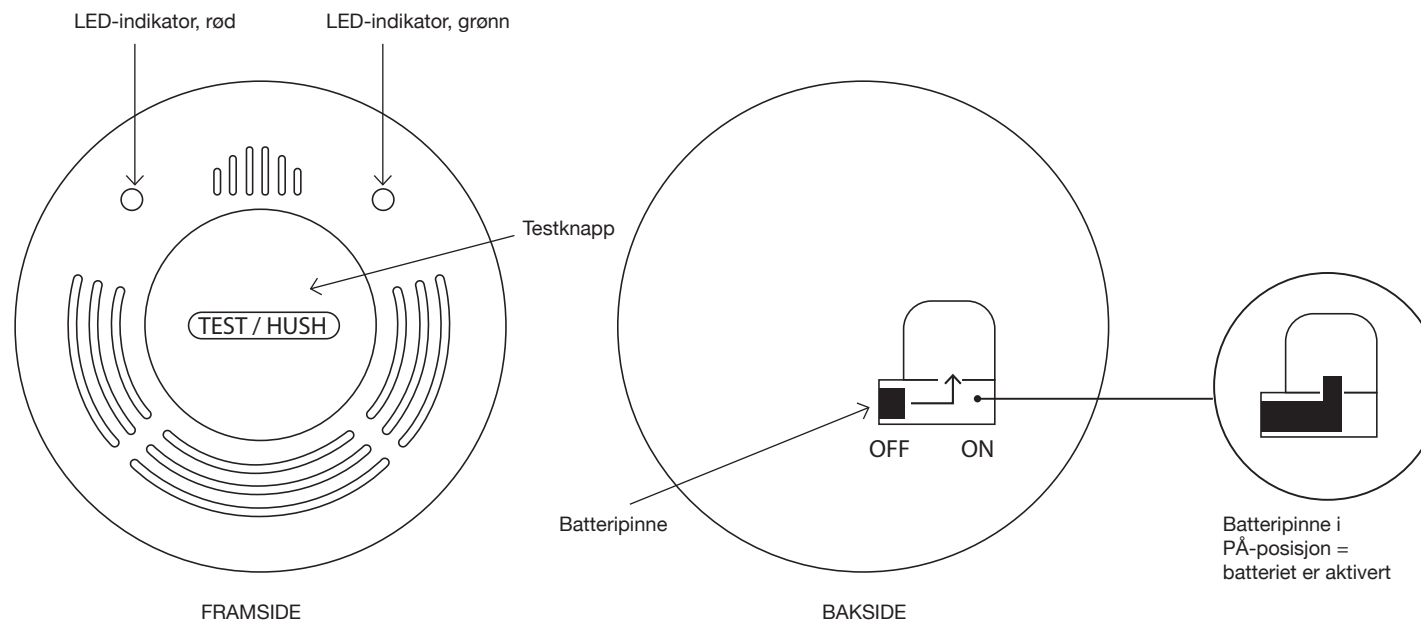 LED-indikator, rød
LED-indikator, grønn
Testknapp
TEST / HUSH
OFF
ON
Batteripinne
Batteripinne i
PÅ-posisjon =
batteriet er aktivert
FRAMSIDE
BAKSIDE